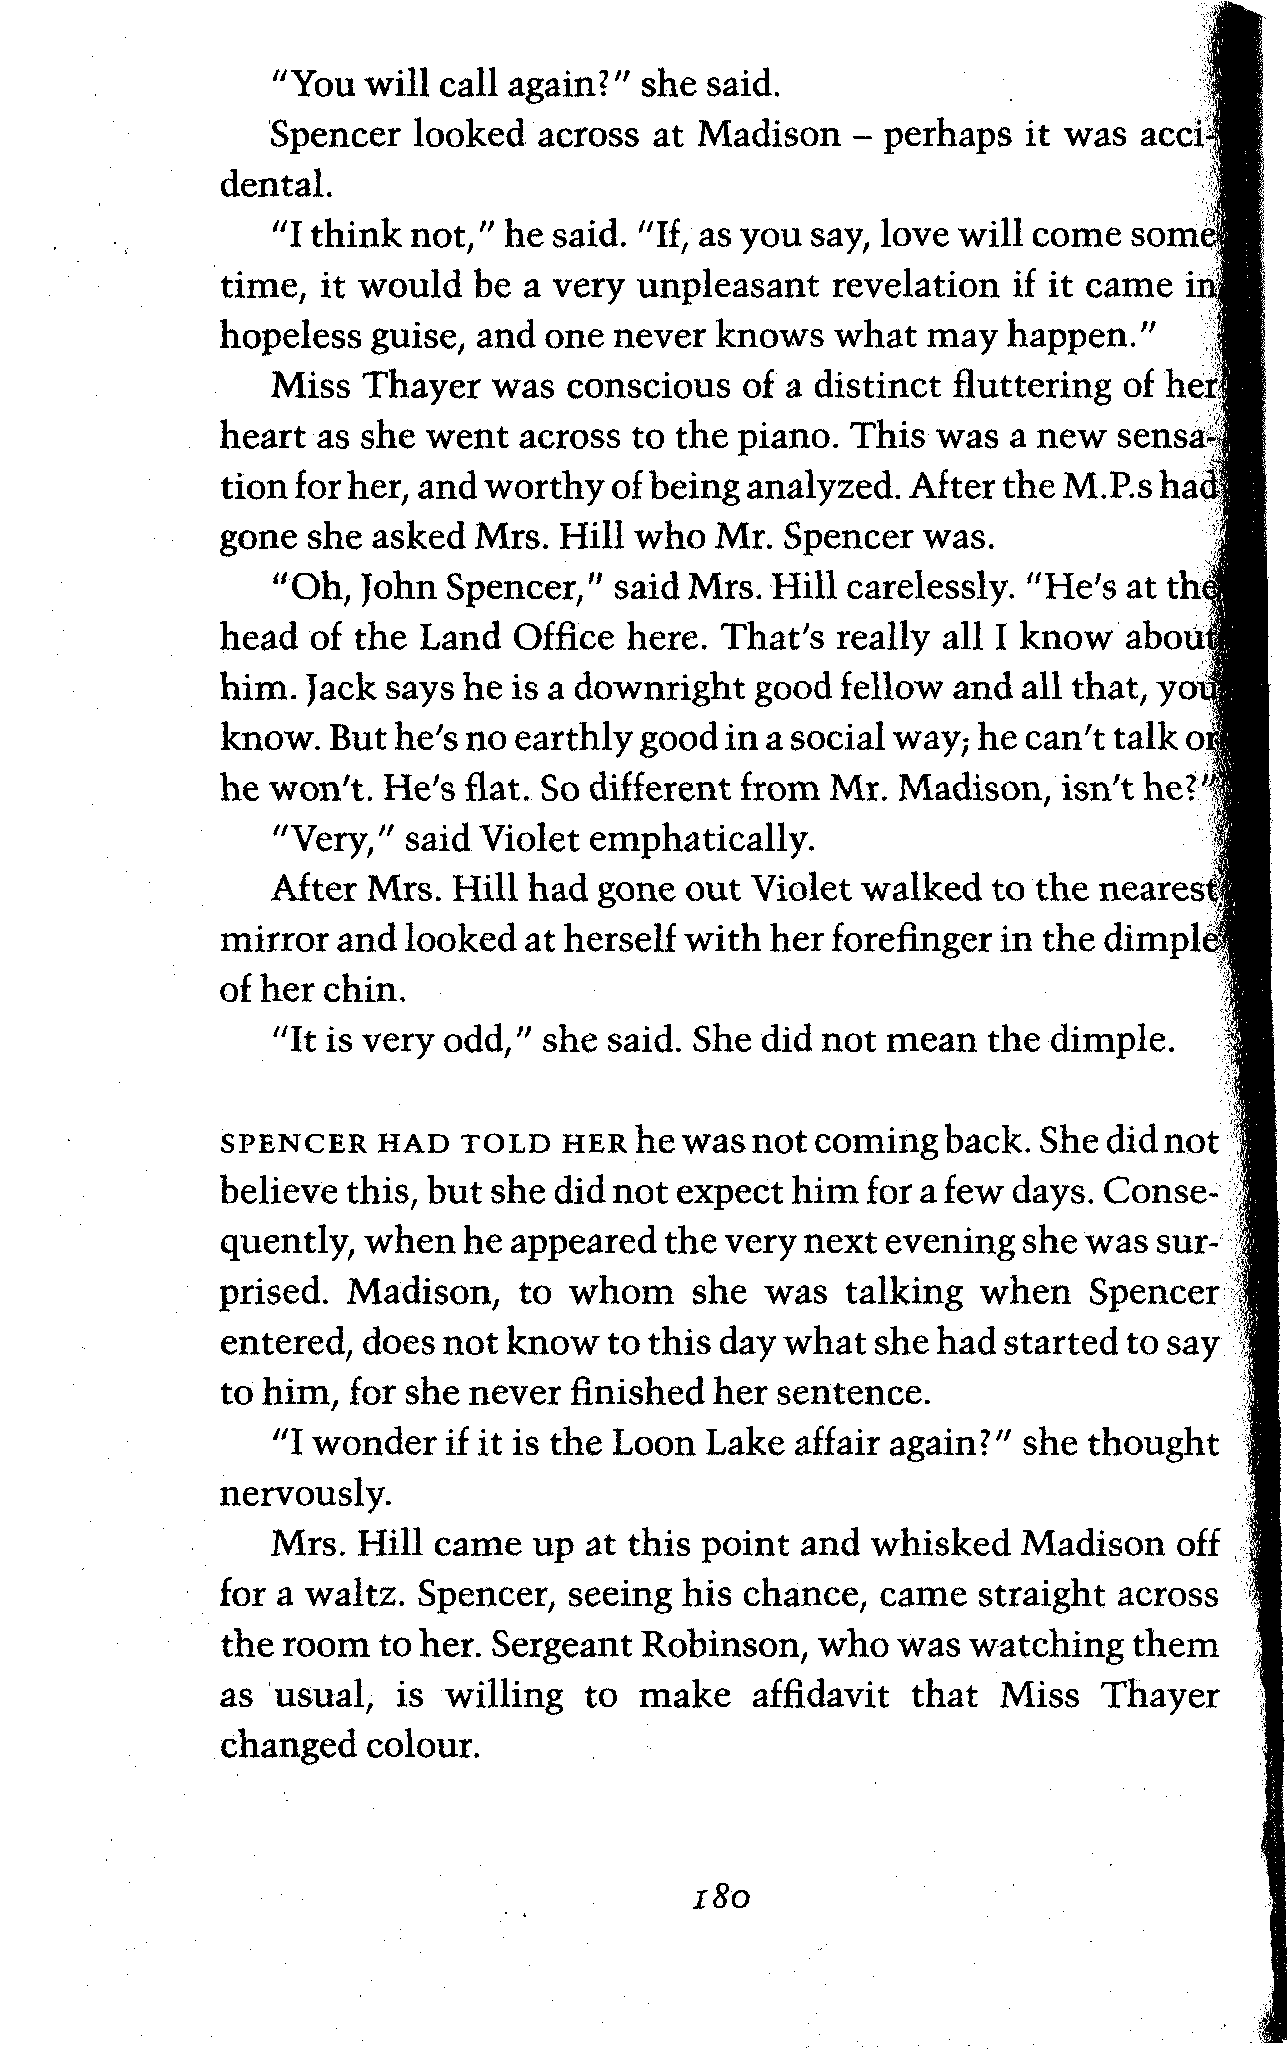 "You will call again?" she said.
Spencer looked across at Madison – perhaps it was acci-
dental.
"I think not," he said. "If, as you say, love will come some
time, it would be a very unpleasant revelation if it came in
hopeless guise, and one never knows what may happen."
Miss Thayer was conscious of a distinct fluttering of her
heart as she went across to the piano. This was a new sensa-
tion for her, and worthy of being analyzed. After the M.P.s had
gone she asked Mrs. Hill who Mr. Spencer was.
"Oh, John Spencer," said Mrs. Hill carelessly. "He's at the
head of the Land Office here. That's really all I know about
him. Jack says he is a downright good fellow and all that, you
know. But he's no earthly good in a social way; he can't talk or
he won't. He's flat. So different from Mr. Madison, isn't he?"
"Very," said Violet emphatically.
After Mrs. Hill had gone out Violet walked to the nearest
mirror and looked at herself with her forefinger in the dimple
of her chin.
"It is very odd," she said. She did not mean the dimple.
SPENCER HAD TOLD HER he was not coming back. She did not
believe this, but she did not expect him for a few days. Conse-
quently, when he appeared the very next evening she was sur-
prised. Madison, to whom she was talking when Spencer
entered, does not know to this day what she had started to say
to him, for she never finished her sentence.
"I wonder if it is the Loon Lake affair again?" she thought
nervously.
Mrs. Hill came up at this point and whisked Madison off
for a waltz. Spencer, seeing his chance, came straight across
the room to her. Sergeant Robinson, who was watching them
as usual, is willing to make affidavit that Miss Thayer
changed colour.
180